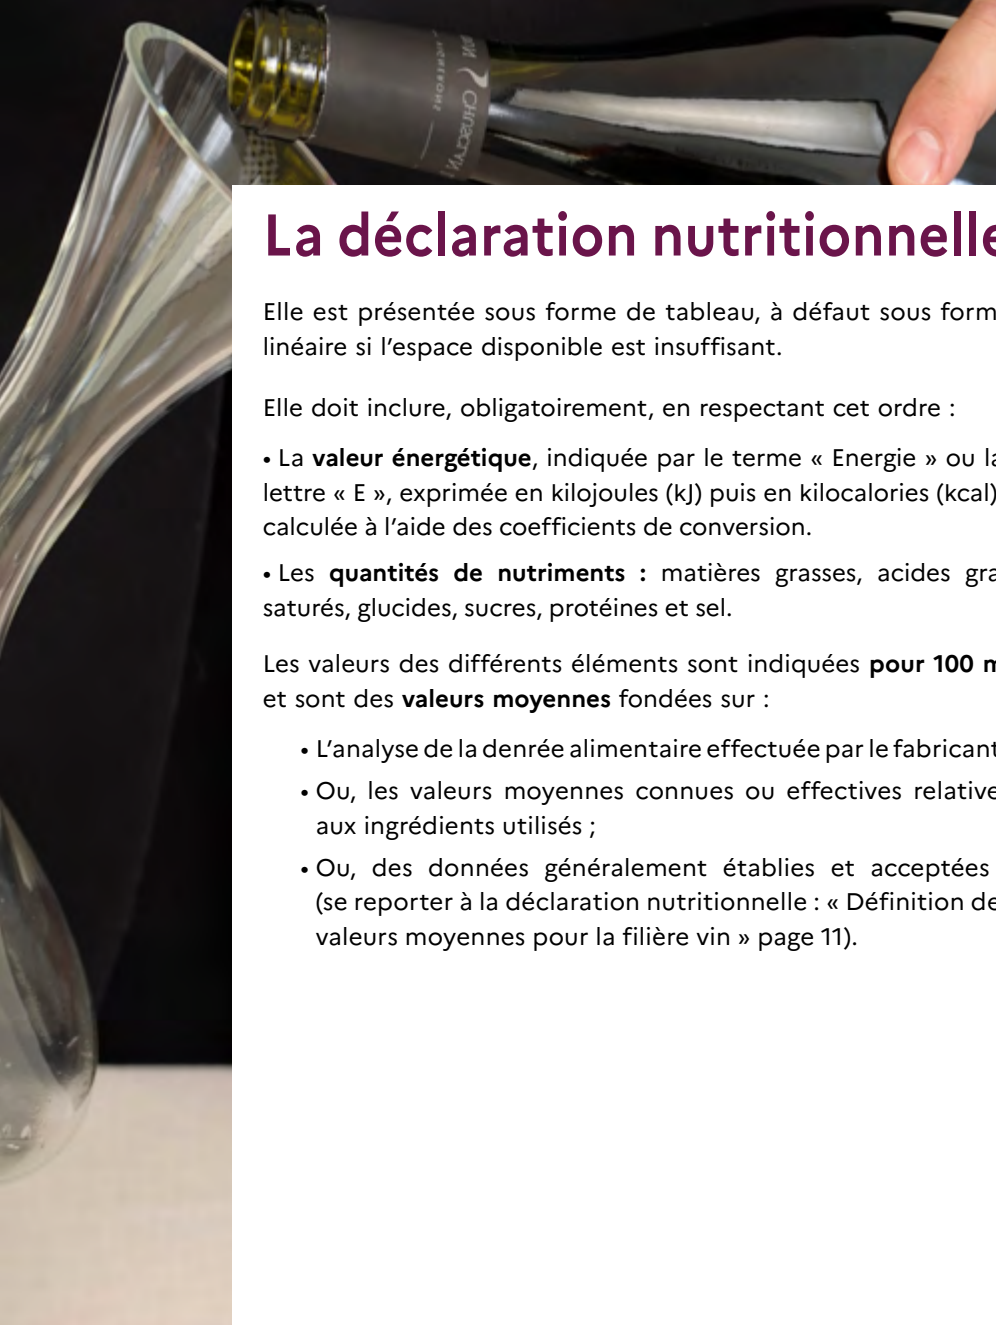 La déclaration nutritionnelle
Elle est présentée sous forme de tableau, à défaut sous form
linéaire si l'espace disponible est insuffisant.
Elle doit inclure, obligatoirement, en respectant cet ordre :
• La valeur énergétique, indiquée par le terme « Energie » ou la
lettre « E », exprimée en kilojoules (kJ) puis en kilocalories (kcal)
calculée à l'aide des coefficients de conversion.
• Les quantités de nutriments : matières grasses, acides gra
saturés, glucides, sucres, protéines et sel.
Les valeurs des différents éléments sont indiquées pour 100 m
et sont des valeurs moyennes fondées sur :
• L'analyse de la denrée alimentaire effectuée par le fabricant
• Ou, les valeurs moyennes connues ou effectives relative
aux ingrédients utilisés ;
• Ou, des données généralement établies et acceptées
(se reporter à la déclaration nutritionnelle : « Définition de
valeurs moyennes pour la filière vin » page 11).